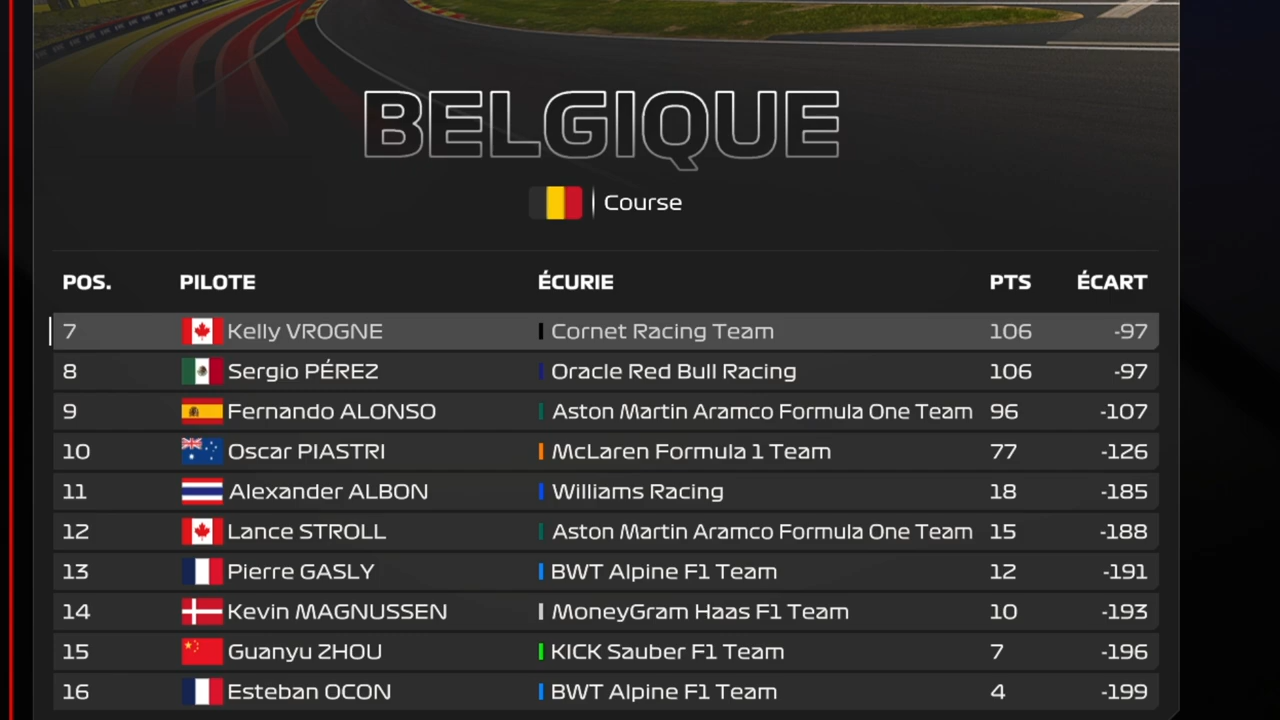 BELGIQUE
Course
POS. PILOTE ÉCURIE PTS ÉCART
7 Kelly VROGNE Cornet Racing Team 106 -97
8 Sergio PÉREZ Oracle Red Bull Racing 106 -97
9 Fernando ALONSO Aston Martin Aramco Formula One Team 96 -107
10 Oscar PIASTRI McLaren Formula 1 Team 77 -126
11 Alexander ALBON Williams Racing 18 -185
12 Lance STROLL Aston Martin Aramco Formula One Team 15 -188
13 Pierre GASLY BWT Alpine F1 Team 12 -191
14 Kevin MAGNUSSEN MoneyGram Haas F1 Team 10 -193
15 Guanyu ZHOU KICK Sauber F1 Team 7 -196
16 Esteban OCON BWT Alpine F1 Team 4 -199